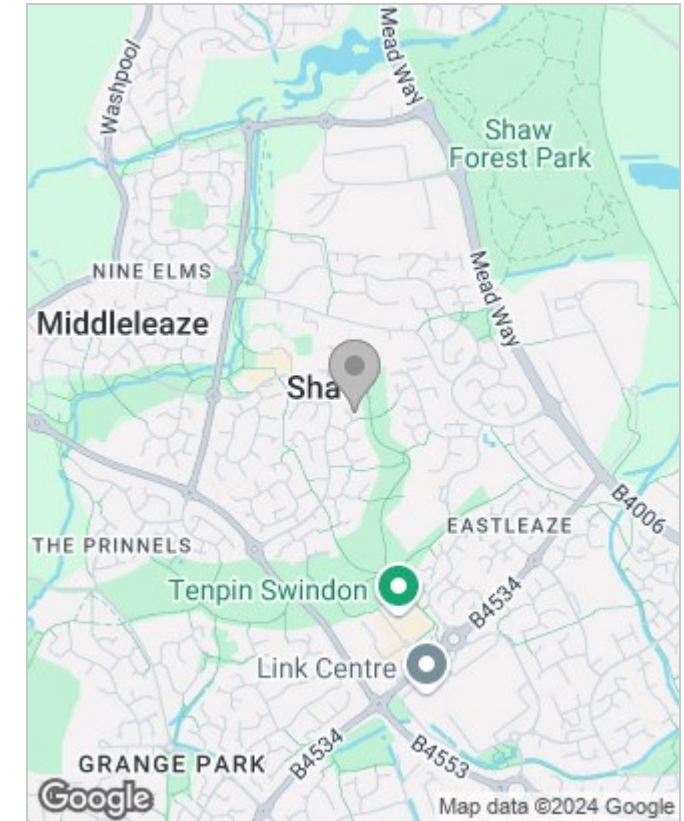 Washpool
Mead Way
Shaw
Forest Park
NINE ELMS
Mead Way
Middleleaze
Sha
B4006
EASTLEAZE
THE PRINNELS
Tenpin Swindon
B4534
Link Centre
GRANGE PARK
B4534
B4553
Google
Map data ©2024 Google